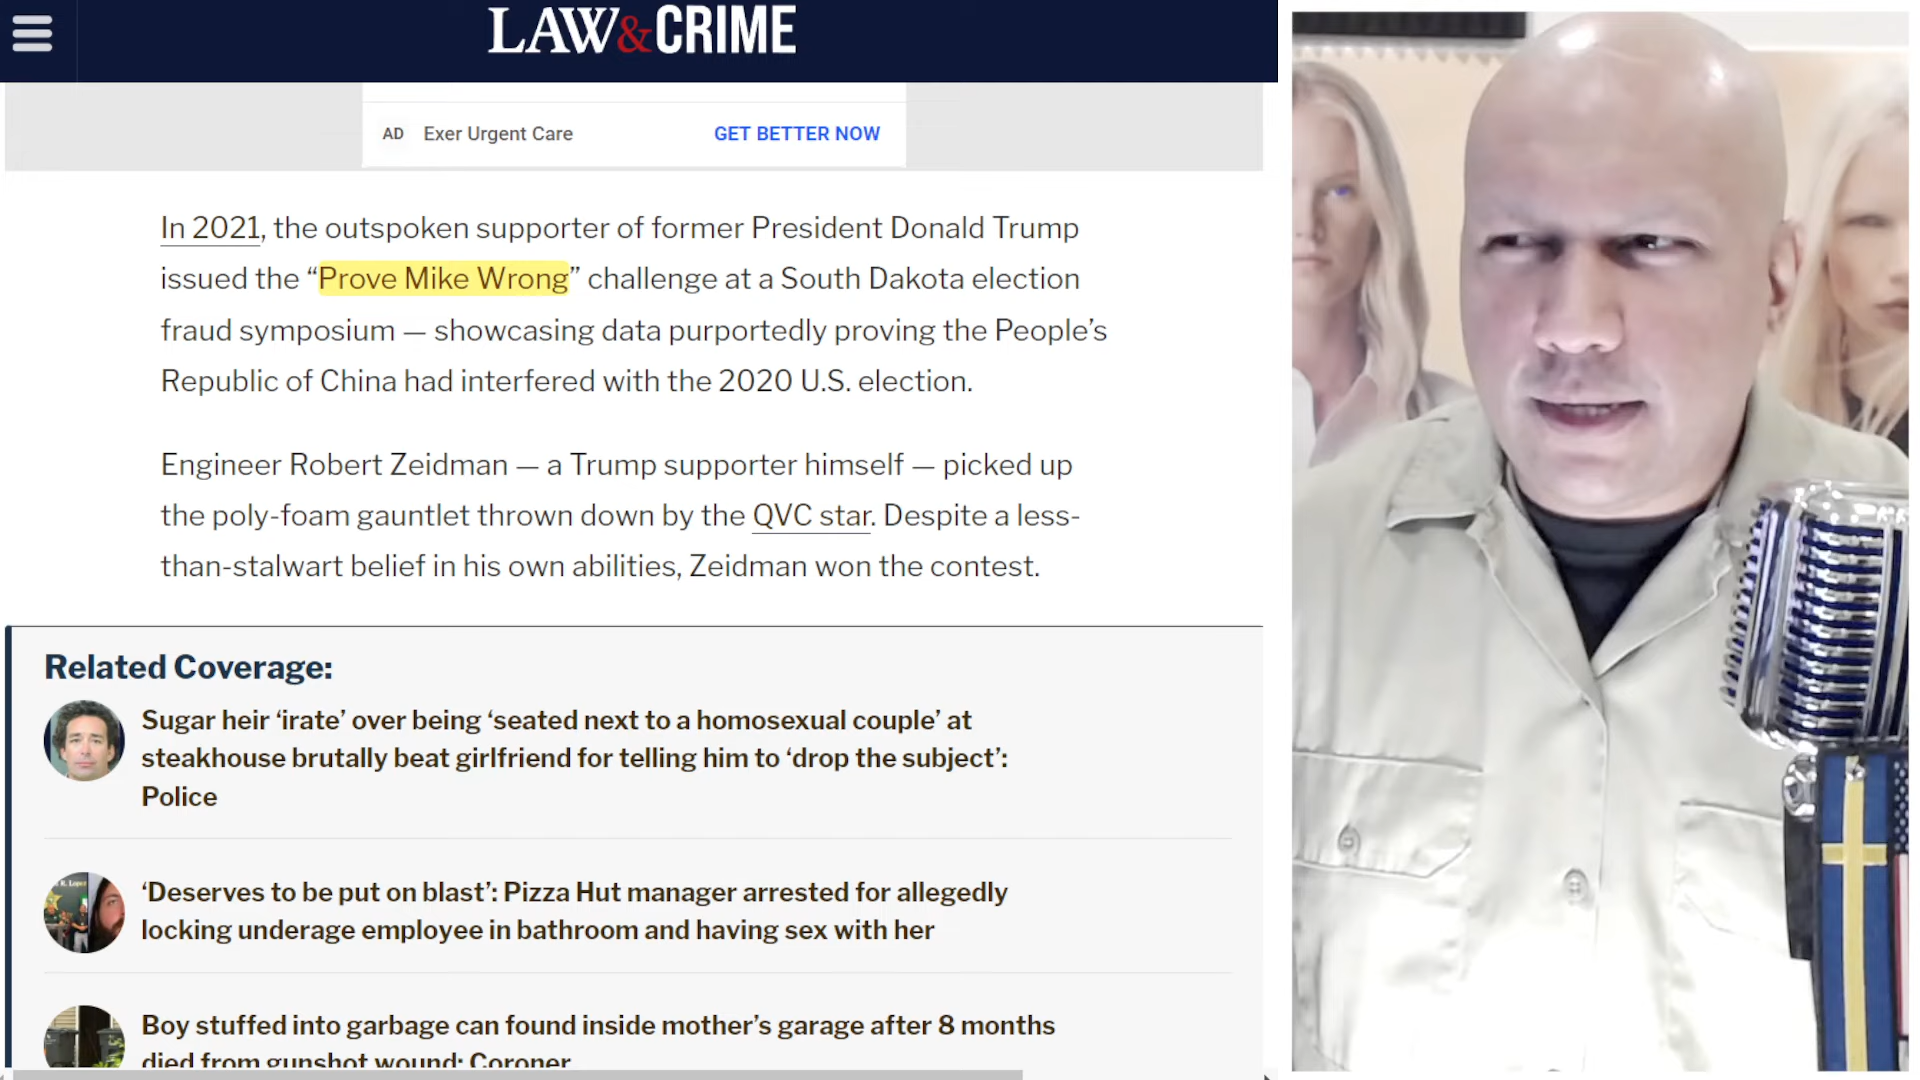 LAW&CRIME
AD Exer Urgent Care GET BETTER NOW
In 2021, the outspoken supporter of former President Donald Trump
issued the “Prove Mike Wrong” challenge at a South Dakota election
fraud symposium — showcasing data purportedly proving the People’s
Republic of China had interfered with the 2020 U.S. election.
Engineer Robert Zeidman — a Trump supporter himself — picked up
the poly-foam gauntlet thrown down by the QVC star. Despite a less-
than-stalwart belief in his own abilities, Zeidman won the contest.
Related Coverage:
Sugar heir ‘irate’ over being ‘seated next to a homosexual couple’ at
steakhouse brutally beat girlfriend for telling him to ‘drop the subject’:
Police
‘Deserves to be put on blast’: Pizza Hut manager arrested for allegedly
locking underage employee in bathroom and having sex with her
Boy stuffed into garbage can found inside mother’s garage after 8 months
died from gunshot wound: Coroner